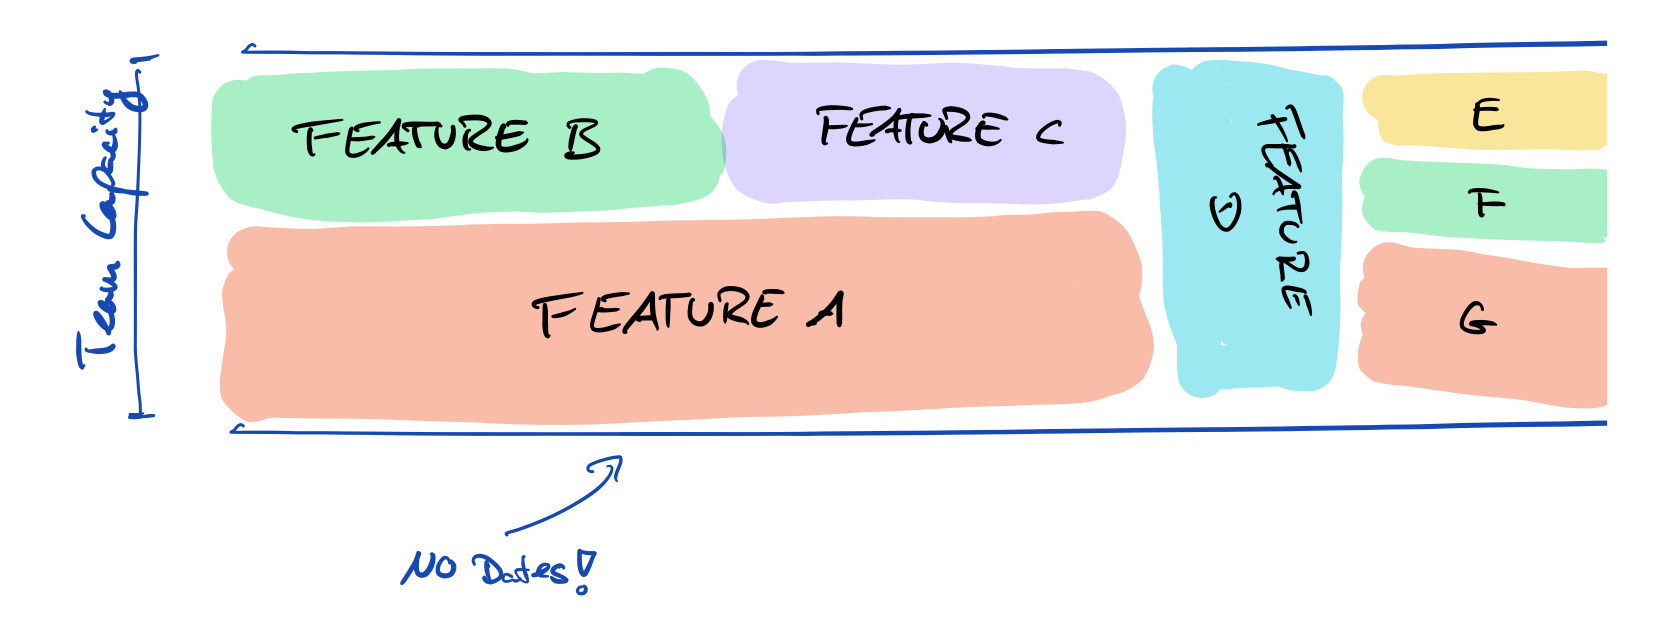 Team Capacity
FEATURE B
FEATURE C
FEATURE A
FEATURE
D
E
F
G
NO Dates!